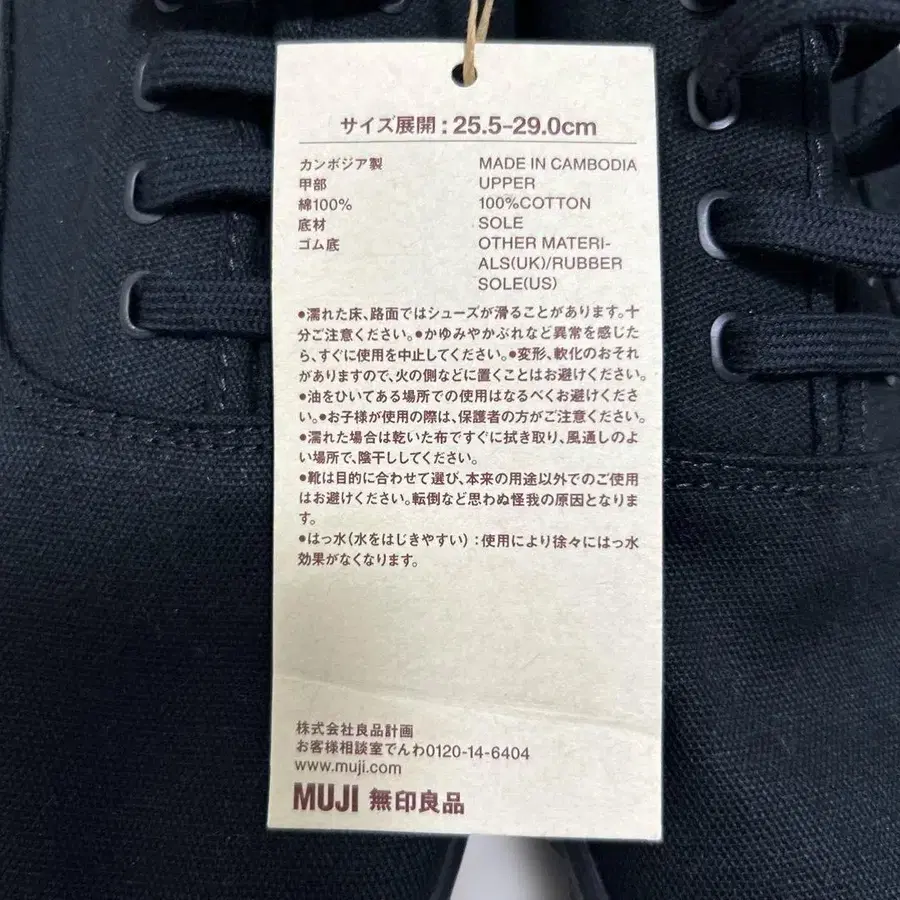 サイズ展開：25.5-29.0cm
カンボジア製 MADE IN CAMBODIA
甲部 UPPER
綿100% 100%COTTON
底材 SOLE
ゴム底 OTHER MATERI-
ALS(UK)/RUBBER
SOLE(US)
●濡れた床、路面ではシューズが滑ることがあります。十
分ご注意ください。●かゆみやかぶれなど異常を感じた
ら、すぐに使用を中止してください。●変形、軟化のおそれ
がありますので、火の側などに置くことはお避けください。
●油をひいてある場所での使用はなるべくお避けくださ
い。●お子様が使用の際は、保護者の方がご注意ください。
●濡れた場合は乾いた布ですぐに拭き取り、風通しのよ
い場所で、陰干ししてください。
●靴は目的に合わせて選び、本来の用途以外でのご使用
はお避けください。転倒など思わぬ怪我の原因となりま
す。
●はっ水（水をはじきやすい）：使用により徐々にはっ水
効果がなくなります。
株式会社良品計画
お客様相談室でんわ0120-14-6404
www.muji.com
MUJI 無印良品